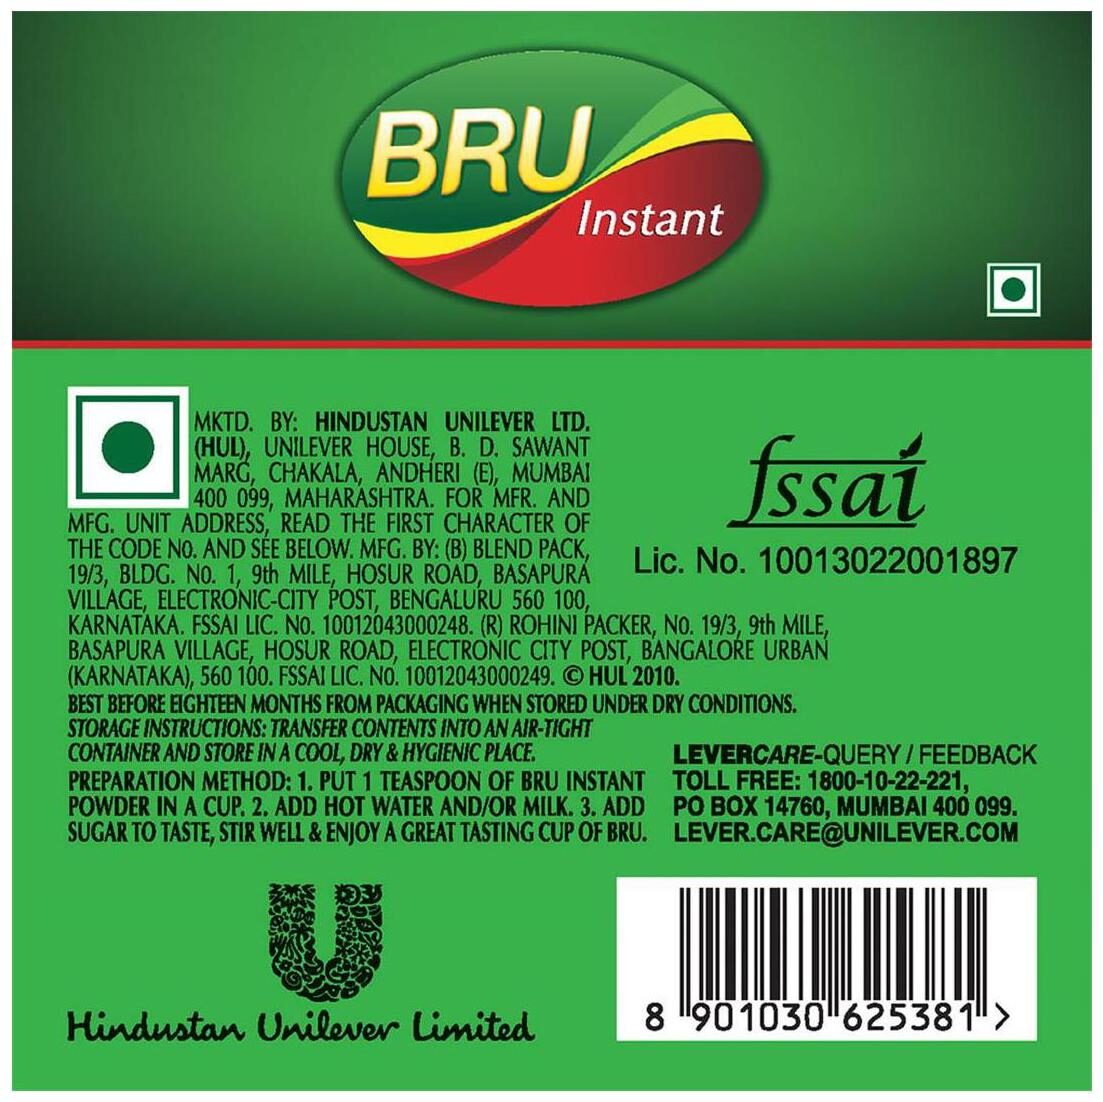 BRU
Instant
MKTD. BY: HINDUSTAN UNILEVER LTD.
(HUL), UNILEVER HOUSE, B. D. SAWANT
MARG, CHAKALA, ANDHERI (E), MUMBAI
400 099, MAHARASHTRA. FOR MFR. AND
MFG. UNIT ADDRESS, READ THE FIRST CHARACTER OF
THE CODE No. AND SEE BELOW. MFG. BY: (B) BLEND PACK,
19/3, BLDG. No. 1, 9th MILE, HOSUR ROAD, BASAPURA
VILLAGE, ELECTRONIC-CITY POST, BENGALURU 560 100,
KARNATAKA. FSSAI LIC. No. 10012043000248. (R) ROHINI PACKER, No. 19/3, 9th MILE,
BASAPURA VILLAGE, HOSUR ROAD, ELECTRONIC CITY POST, BANGALORE URBAN
(KARNATAKA), 560 100. FSSAI LIC. No. 10012043000249. © HUL 2010.
BEST BEFORE EIGHTEEN MONTHS FROM PACKAGING WHEN STORED UNDER DRY CONDITIONS.
STORAGE INSTRUCTIONS: TRANSFER CONTENTS INTO AN AIR-TIGHT
CONTAINER AND STORE IN A COOL, DRY & HYGIENIC PLACE.
PREPARATION METHOD: 1. PUT 1 TEASPOON OF BRU INSTANT
POWDER IN A CUP. 2. ADD HOT WATER AND/OR MILK. 3. ADD
SUGAR TO TASTE, STIR WELL & ENJOY A GREAT TASTING CUP OF BRU.
fssai
Lic. No. 10013022001897
LEVERCARE-QUERY / FEEDBACK
TOLL FREE: 1800-10-22-221,
PO BOX 14760, MUMBAI 400 099.
LEVER.CARE@UNILEVER.COM
Hindustan Unilever Limited
8 901030 625381 >